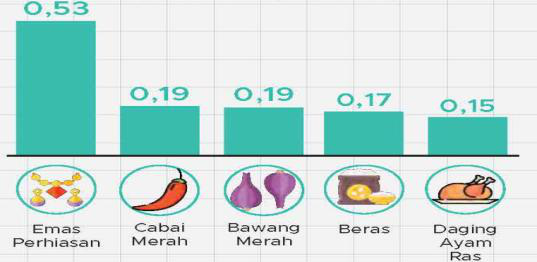 0,53
0,19
0,19
0,17
0,15
Emas
Perhiasan
Cabai
Merah
Bawang
Merah
Beras
Daging
Ayam
Ras